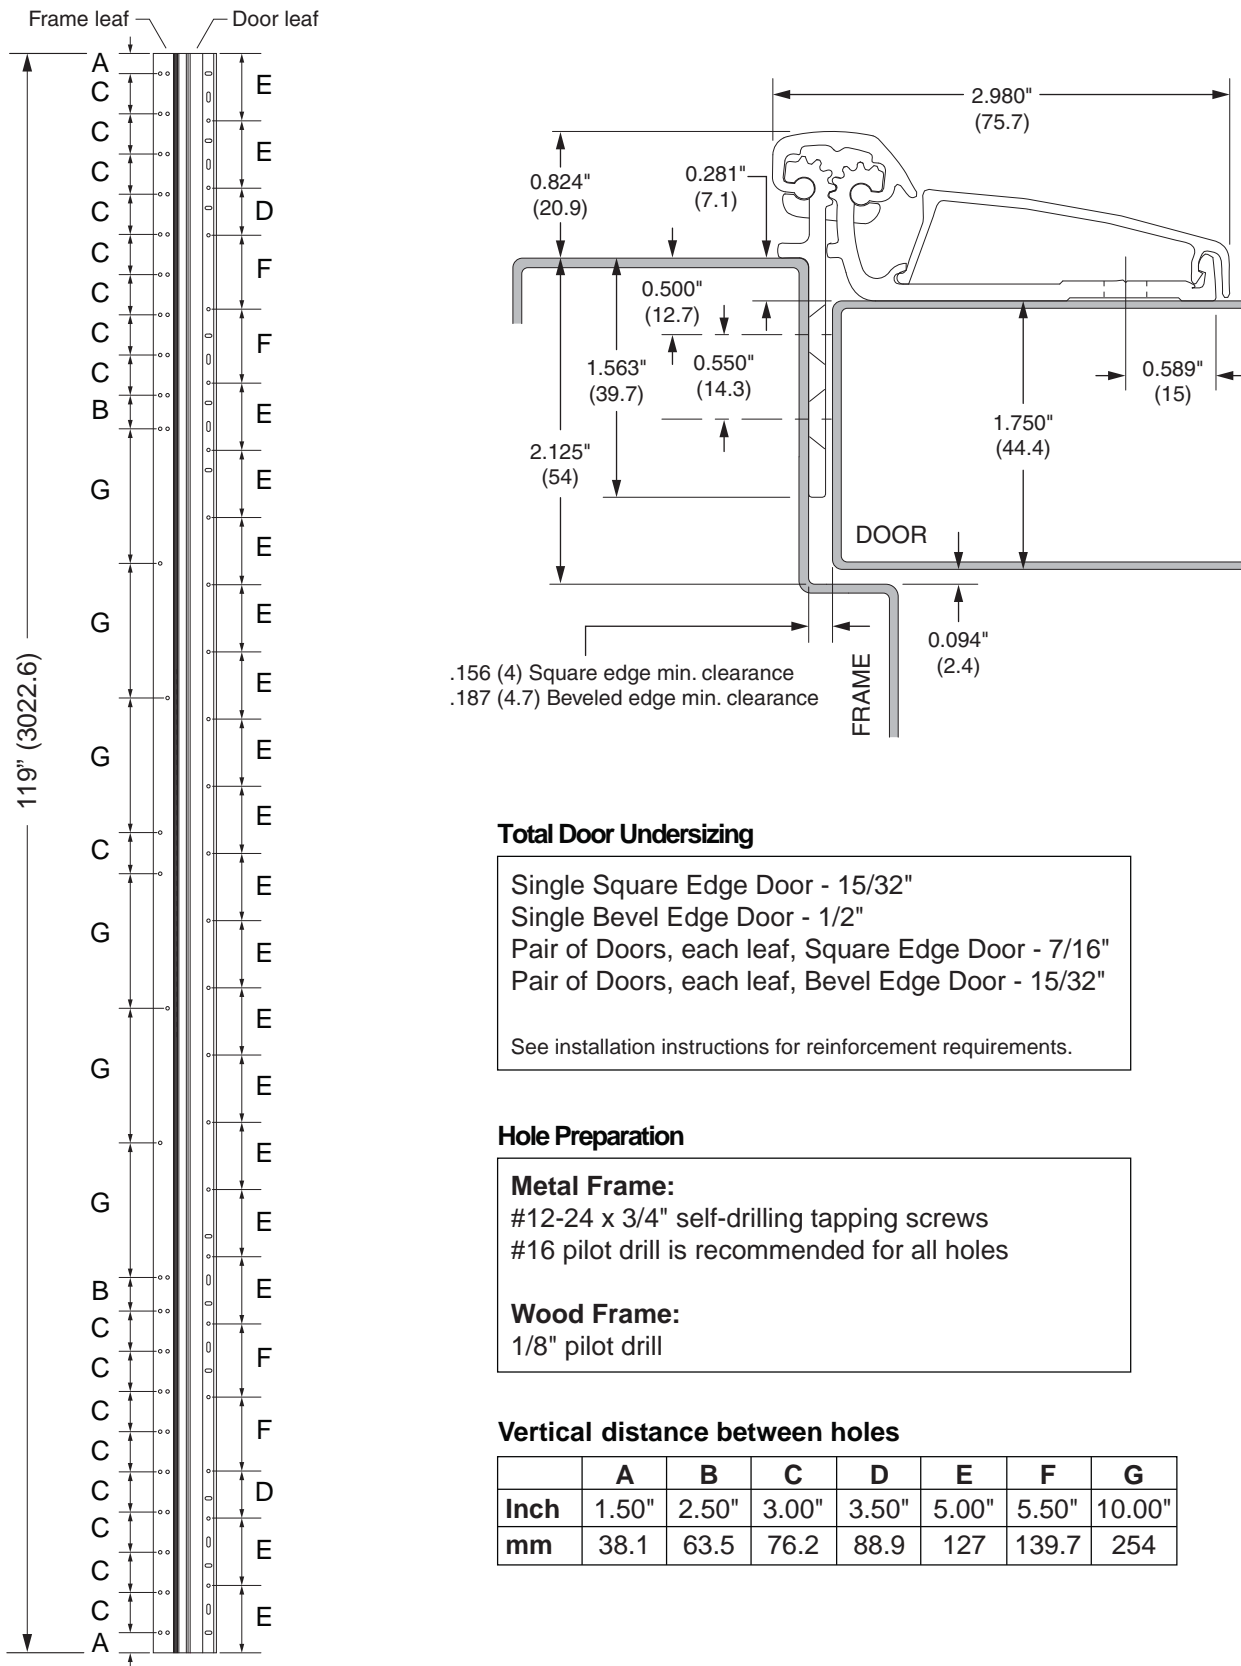 Frame leaf
Door leaf
A
C
C
C
C
C
C
C
C
B
G
G
G
C
G
G
G
B
C
C
C
C
C
C
C
C
A
119” (3022.6)
E
E
D
F
F
E
E
E
E
E
E
E
E
E
E
E
E
E
E
F
F
D
E
E
2.980"
(75.7)
0.824"
(20.9)
0.281"
(7.1)
0.500"
(12.7)
1.563"
(39.7)
0.550"
(14.3)
2.125"
(54)
0.589"
(15)
1.750"
(44.4)
DOOR
0.094"
(2.4)
FRAME
.156 (4) Square edge min. clearance
.187 (4.7) Beveled edge min. clearance
Total Door Undersizing
Single Square Edge Door - 15/32"
Single Bevel Edge Door - 1/2"
Pair of Doors, each leaf, Square Edge Door - 7/16"
Pair of Doors, each leaf, Bevel Edge Door - 15/32"
See installation instructions for reinforcement requirements.
Hole Preparation
Metal Frame:
#12-24 x 3/4" self-drilling tapping screws
#16 pilot drill is recommended for all holes
Wood Frame:
1/8" pilot drill
Vertical distance between holes
A B C D E F G
Inch 1.50" 2.50" 3.00" 3.50" 5.00" 5.50" 10.00"
mm 38.1 63.5 76.2 88.9 127 139.7 254